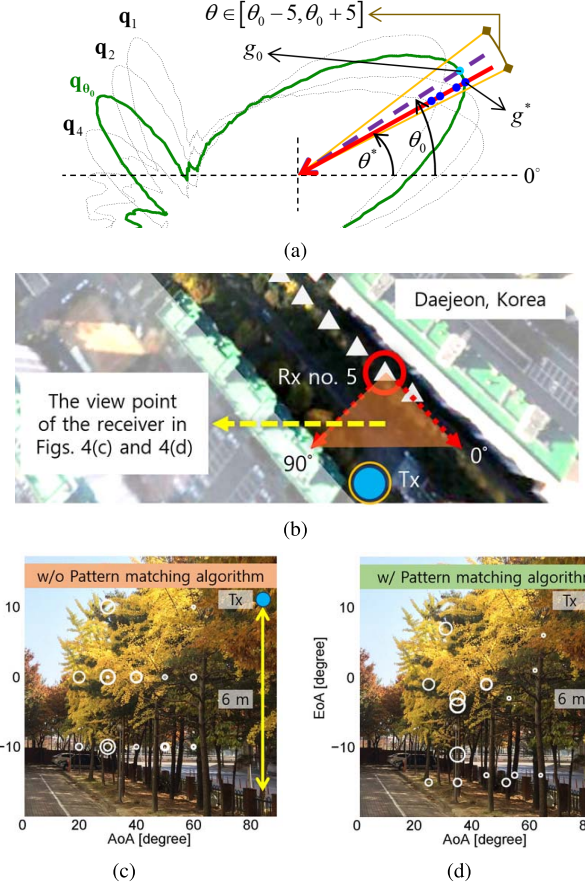 θ ∈ [θ₀ − 5, θ₀ + 5]
q₁
g₀
q₂
q_θ₀
q₄
g*
θ*
θ₀
0°
(a)
Daejeon, Korea
Rx no. 5
The view point
of the receiver in
Figs. 4(c) and 4(d)
90°
0°
Tx
(b)
w/o Pattern matching algorithm
10
Tx
0
6 m
−10
0 20 40 60 80
AoA [degree]
(c)
w/ Pattern matching algorithm
10
Tx
EoA [degree]
0
6 m
−10
0 20 40 60 80
AoA [degree]
(d)